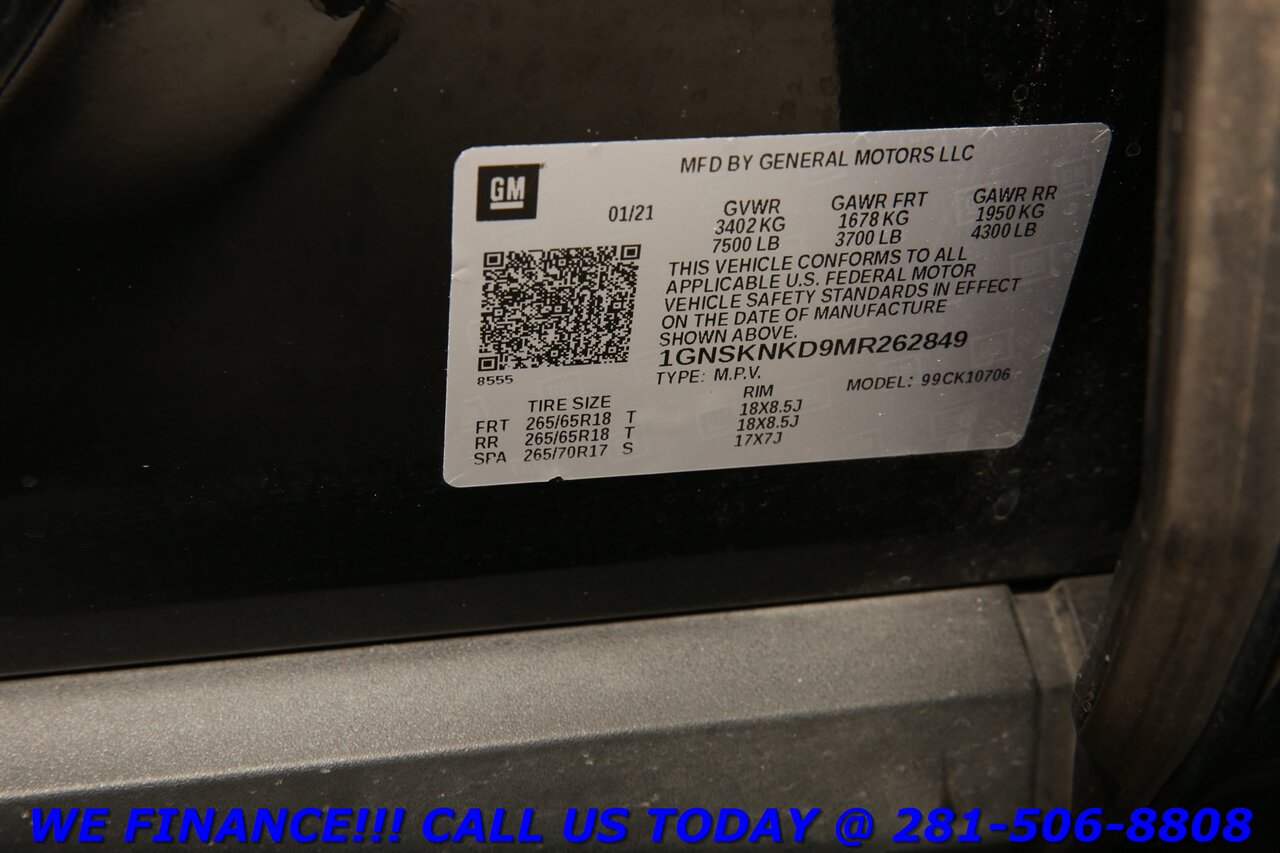 GM
MFD BY GENERAL MOTORS LLC
01/21
GVWR
3402 KG
7500 LB
GAWR FRT
1678 KG
3700 LB
GAWR RR
1950 KG
4300 LB
THIS VEHICLE CONFORMS TO ALL
APPLICABLE U.S. FEDERAL MOTOR
VEHICLE SAFETY STANDARDS IN EFFECT
ON THE DATE OF MANUFACTURE
SHOWN ABOVE.
1GNSKNKD9MR262849
8555
TYPE: M.P.V.
MODEL: 99CK10706
TIRE SIZE RIM
FRT 265/65R18 T 18X8.5J
RR 265/65R18 T 18X8.5J
SPA 265/70R17 S 17X7J
WE FINANCE!!! CALL US TODAY @ 281-506-8808